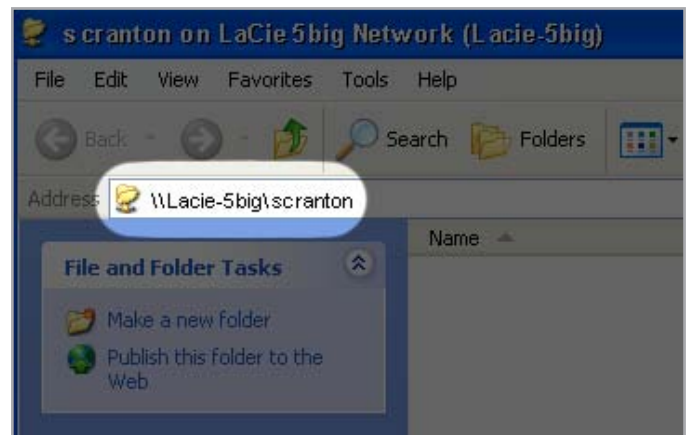 scranton on LaCie 5big Network (Lacie-5big)
File Edit View Favorites Tools Help
Back Search Folders
Address \\Lacie-5big\scranton
Name
File and Folder Tasks
Make a new folder
Publish this folder to the
Web